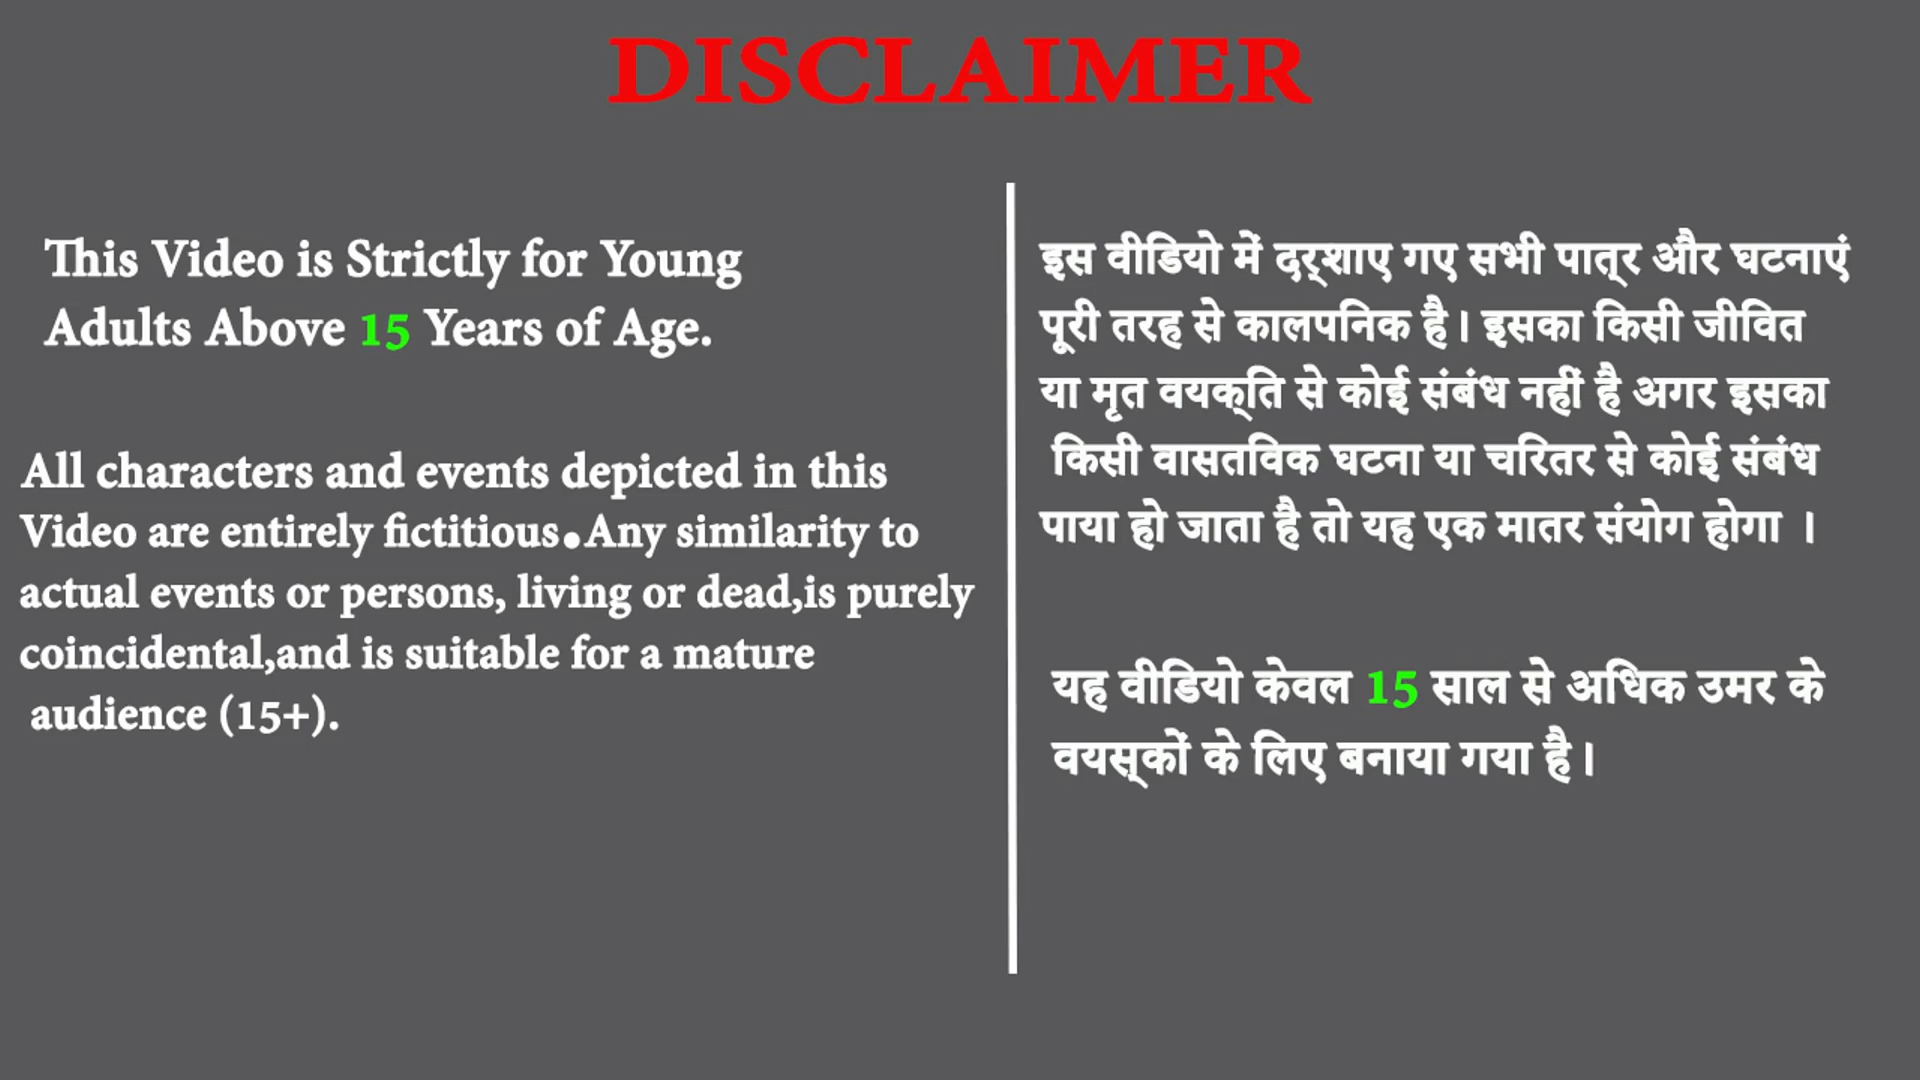 DISCLAIMER
This Video is Strictly for Young
Adults Above 15 Years of Age.
All characters and events depicted in this
Video are entirely fictitious.Any similarity to
actual events or persons, living or dead,is purely
coincidental,and is suitable for a mature
audience (15+).
इस वीडियो में दर्‌शाए गए सभी पात्‌र और घटनाएं
पूरी तरह से कालपनिक है। इसका किसी जीवित
या मृत वयक्‌ति से कोई संबंध नहीं है अगर इसका
किसी वासतविक घटना या चरितर से कोई संबंध
पाया हो जाता है तो यह एक मातर संयोग होगा ।
यह वीडियो केवल 15 साल से अधिक उमर के
वयस्‌कों के लिए बनाया गया है।